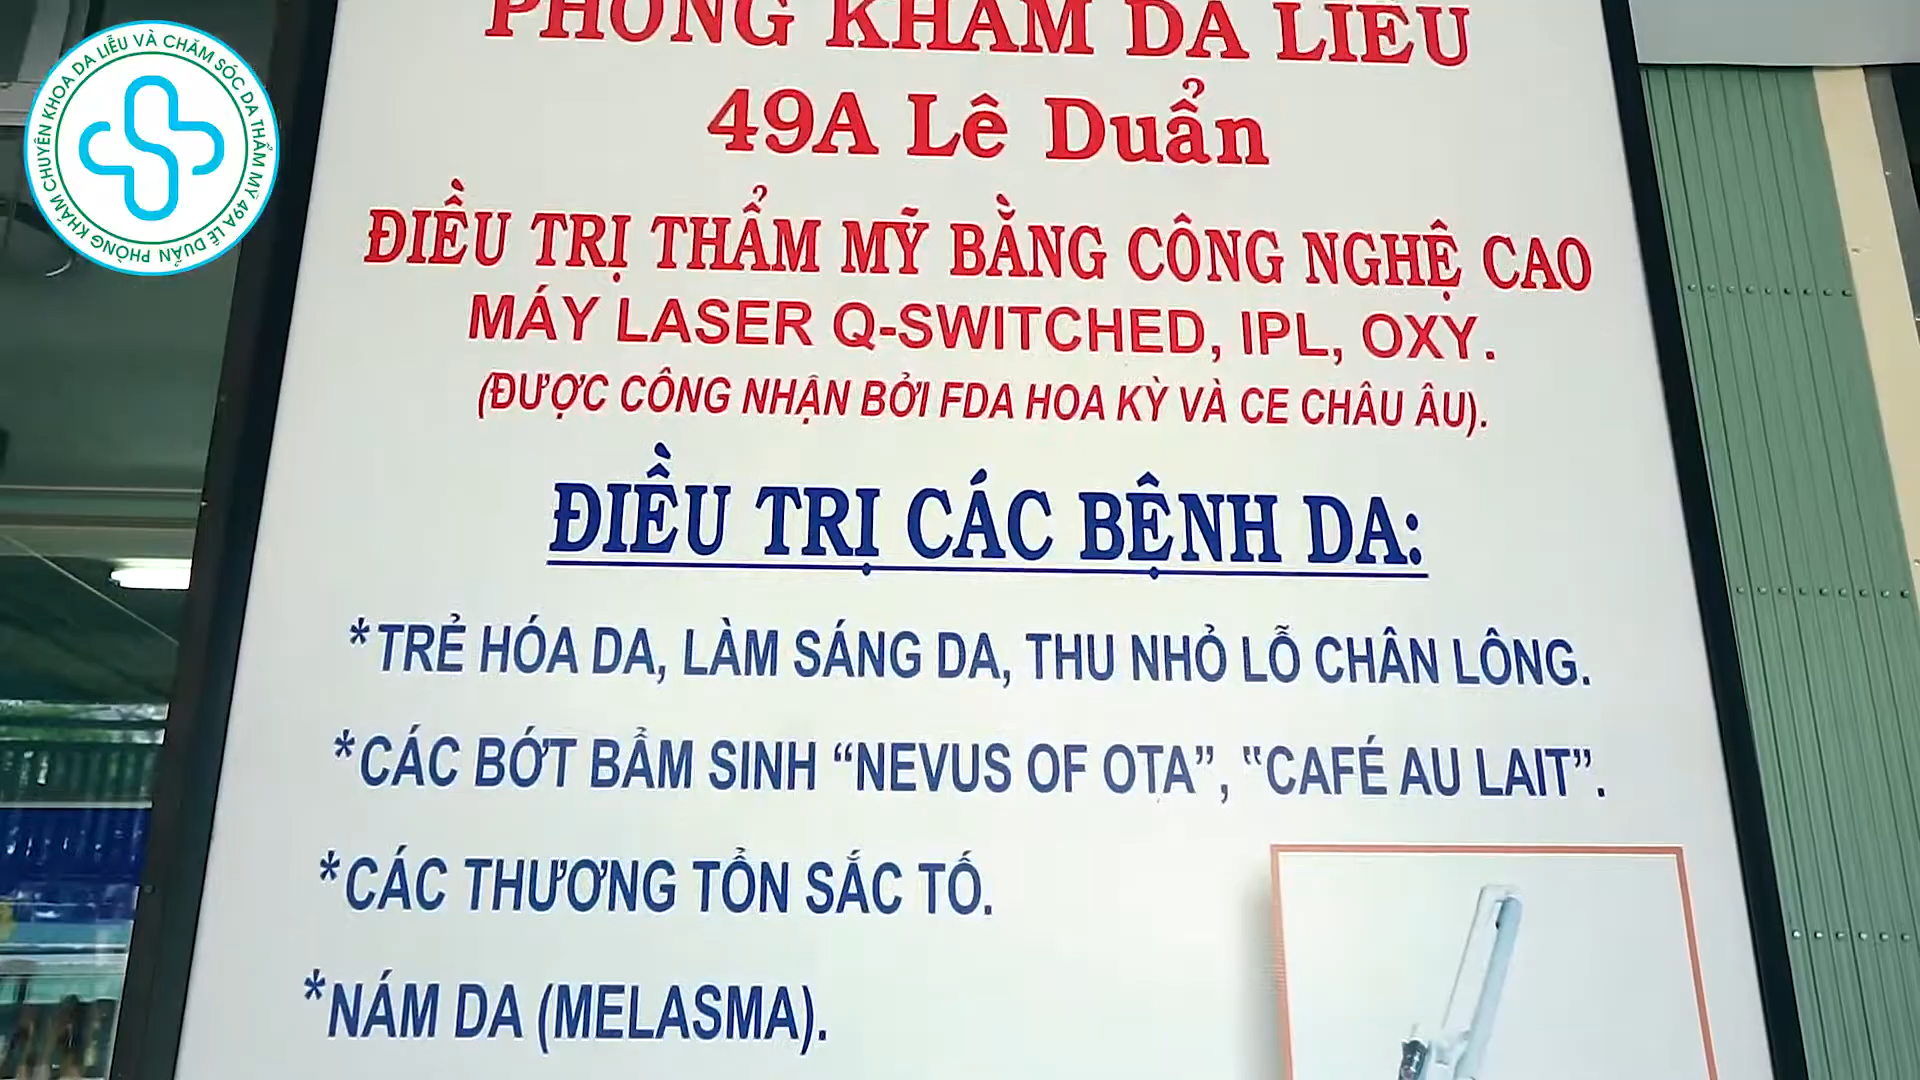 PHÒNG KHÁM CHUYÊN KHOA DA LIỄU VÀ CHĂM SÓC DA THẨM MỸ 49A LÊ DUẨN
PHÒNG KHÁM DA LIỄU
49A Lê Duẩn
ĐIỀU TRỊ THẨM MỸ BẰNG CÔNG NGHỆ CAO
MÁY LASER Q-SWITCHED, IPL, OXY.
(ĐƯỢC CÔNG NHẬN BỞI FDA HOA KỲ VÀ CE CHÂU ÂU).
ĐIỀU TRỊ CÁC BỆNH DA:
*TRẺ HÓA DA, LÀM SÁNG DA, THU NHỎ LỖ CHÂN LÔNG.
*CÁC BỚT BẨM SINH “NEVUS OF OTA”, “CAFÉ AU LAIT”.
*CÁC THƯƠNG TỔN SẮC TỐ.
*NÁM DA (MELASMA).